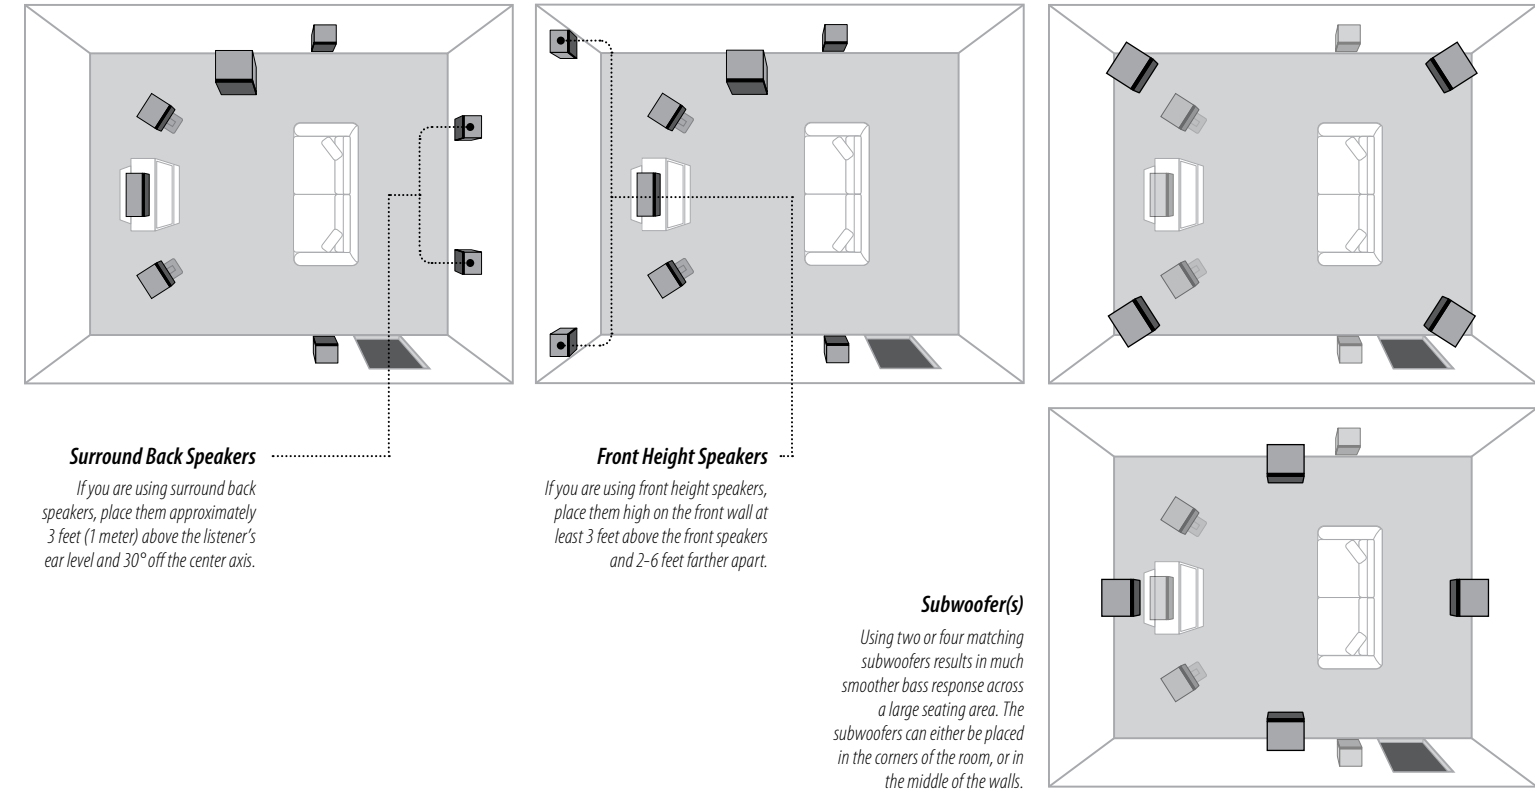 Surround Back Speakers
If you are using surround back
speakers, place them approximately
3 feet (1 meter) above the listener's
ear level and 30° off the center axis.
Front Height Speakers
If you are using front height speakers,
place them high on the front wall at
least 3 feet above the front speakers
and 2-6 feet farther apart.
Subwoofer(s)
Using two or four matching
subwoofers results in much
smoother bass response across
a large seating area. The
subwoofers can either be placed
in the corners of the room, or in
the middle of the walls.